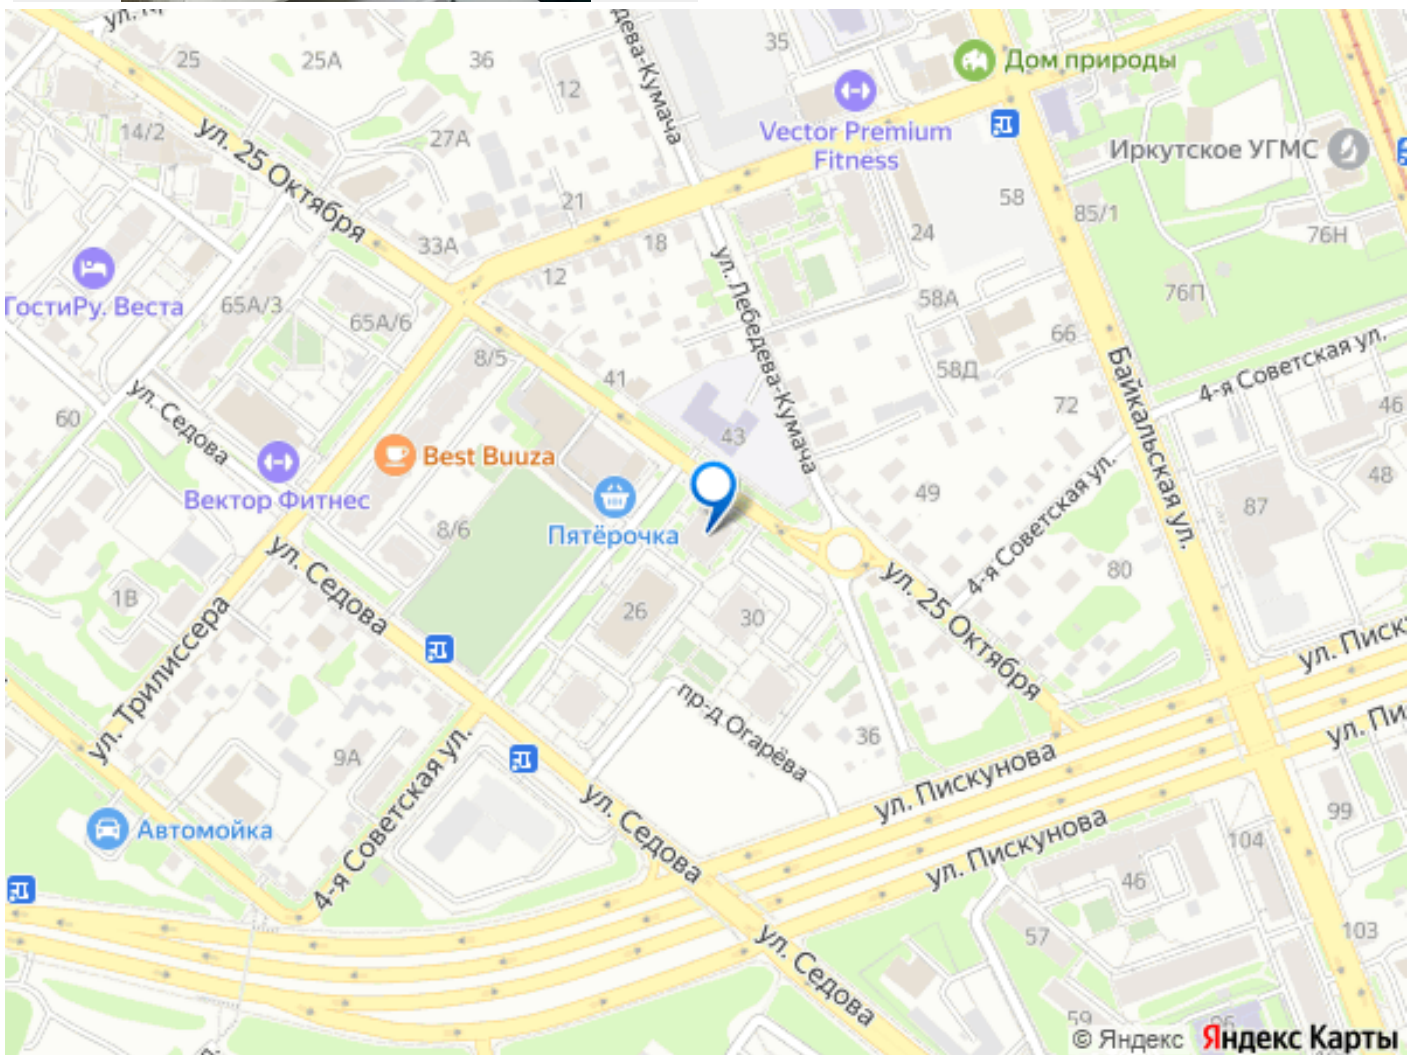 25
25А
36
35
12
дева-Кумача
Дом природы
Vector Premium
Fitness
Иркутское УГМС
14/2
ул. 25 Октября
27А
21
58
85/1
76Н
33А
18
24
12
ул. Лебедева-Кумача
58А
76П
ГостиРу. Веста
65А/3
65А/6
66
8/5
41
58Д
Байкальская ул.
4-я Советская ул.
72
46
ул. Седова
60
43
Best Buuza
48
Вектор Фитнес
49
87
4-я Советская ул.
8/6
Пятёрочка
80
ул. Седова
ул. 25 Октября
1В
26
30
ул. Писк
ул. Трилиссера
пр-д Огарёва
36
ул. Пи
9А
ул. Пискунова
4-я Советская ул.
ул. Седова
99
Автомойка
ул. Пискунова
104
46
57
103
ул. Седова
59
96
© Яндекс Яндекс Карты